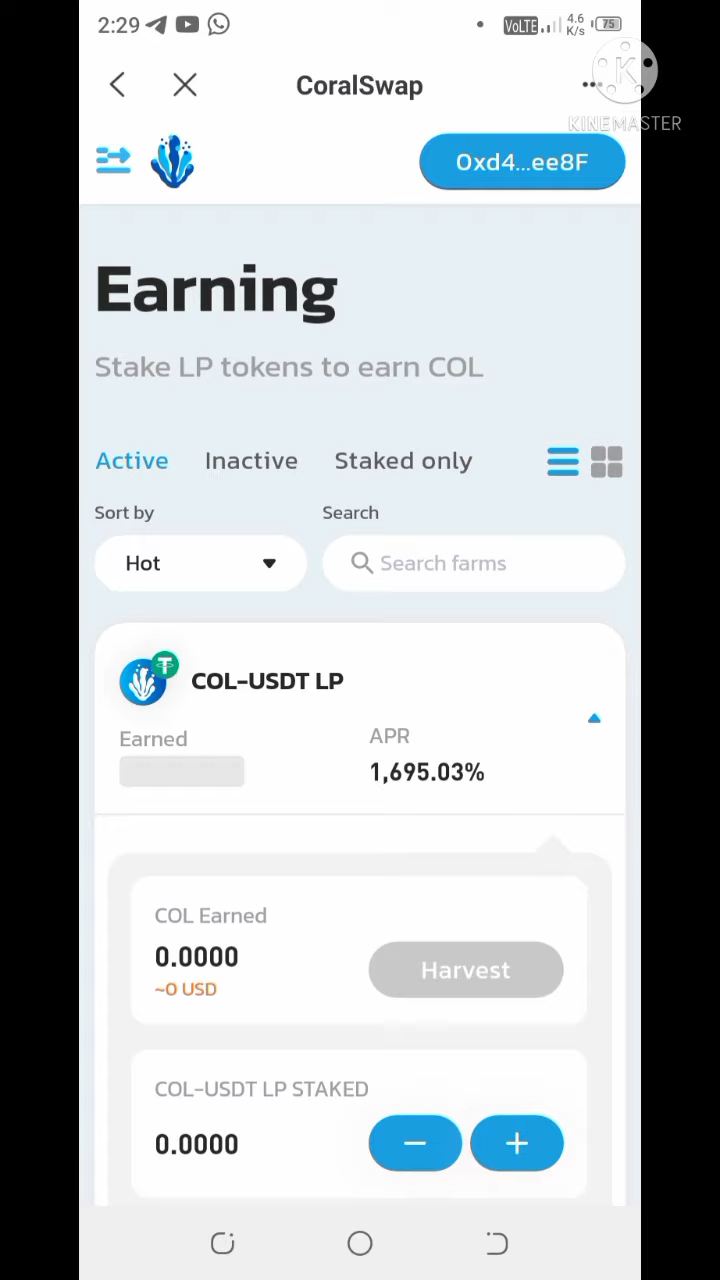 2:29 VoLTE 4.6 K/s 75
CoralSwap
KINEMASTER
0xd4...ee8F
Earning
Stake LP tokens to earn COL
Active Inactive Staked only
Sort by Search
Hot Search farms
COL-USDT LP
Earned APR
1,695.03%
COL Earned
0.0000
Harvest
~0 USD
COL-USDT LP STAKED
0.0000 − +